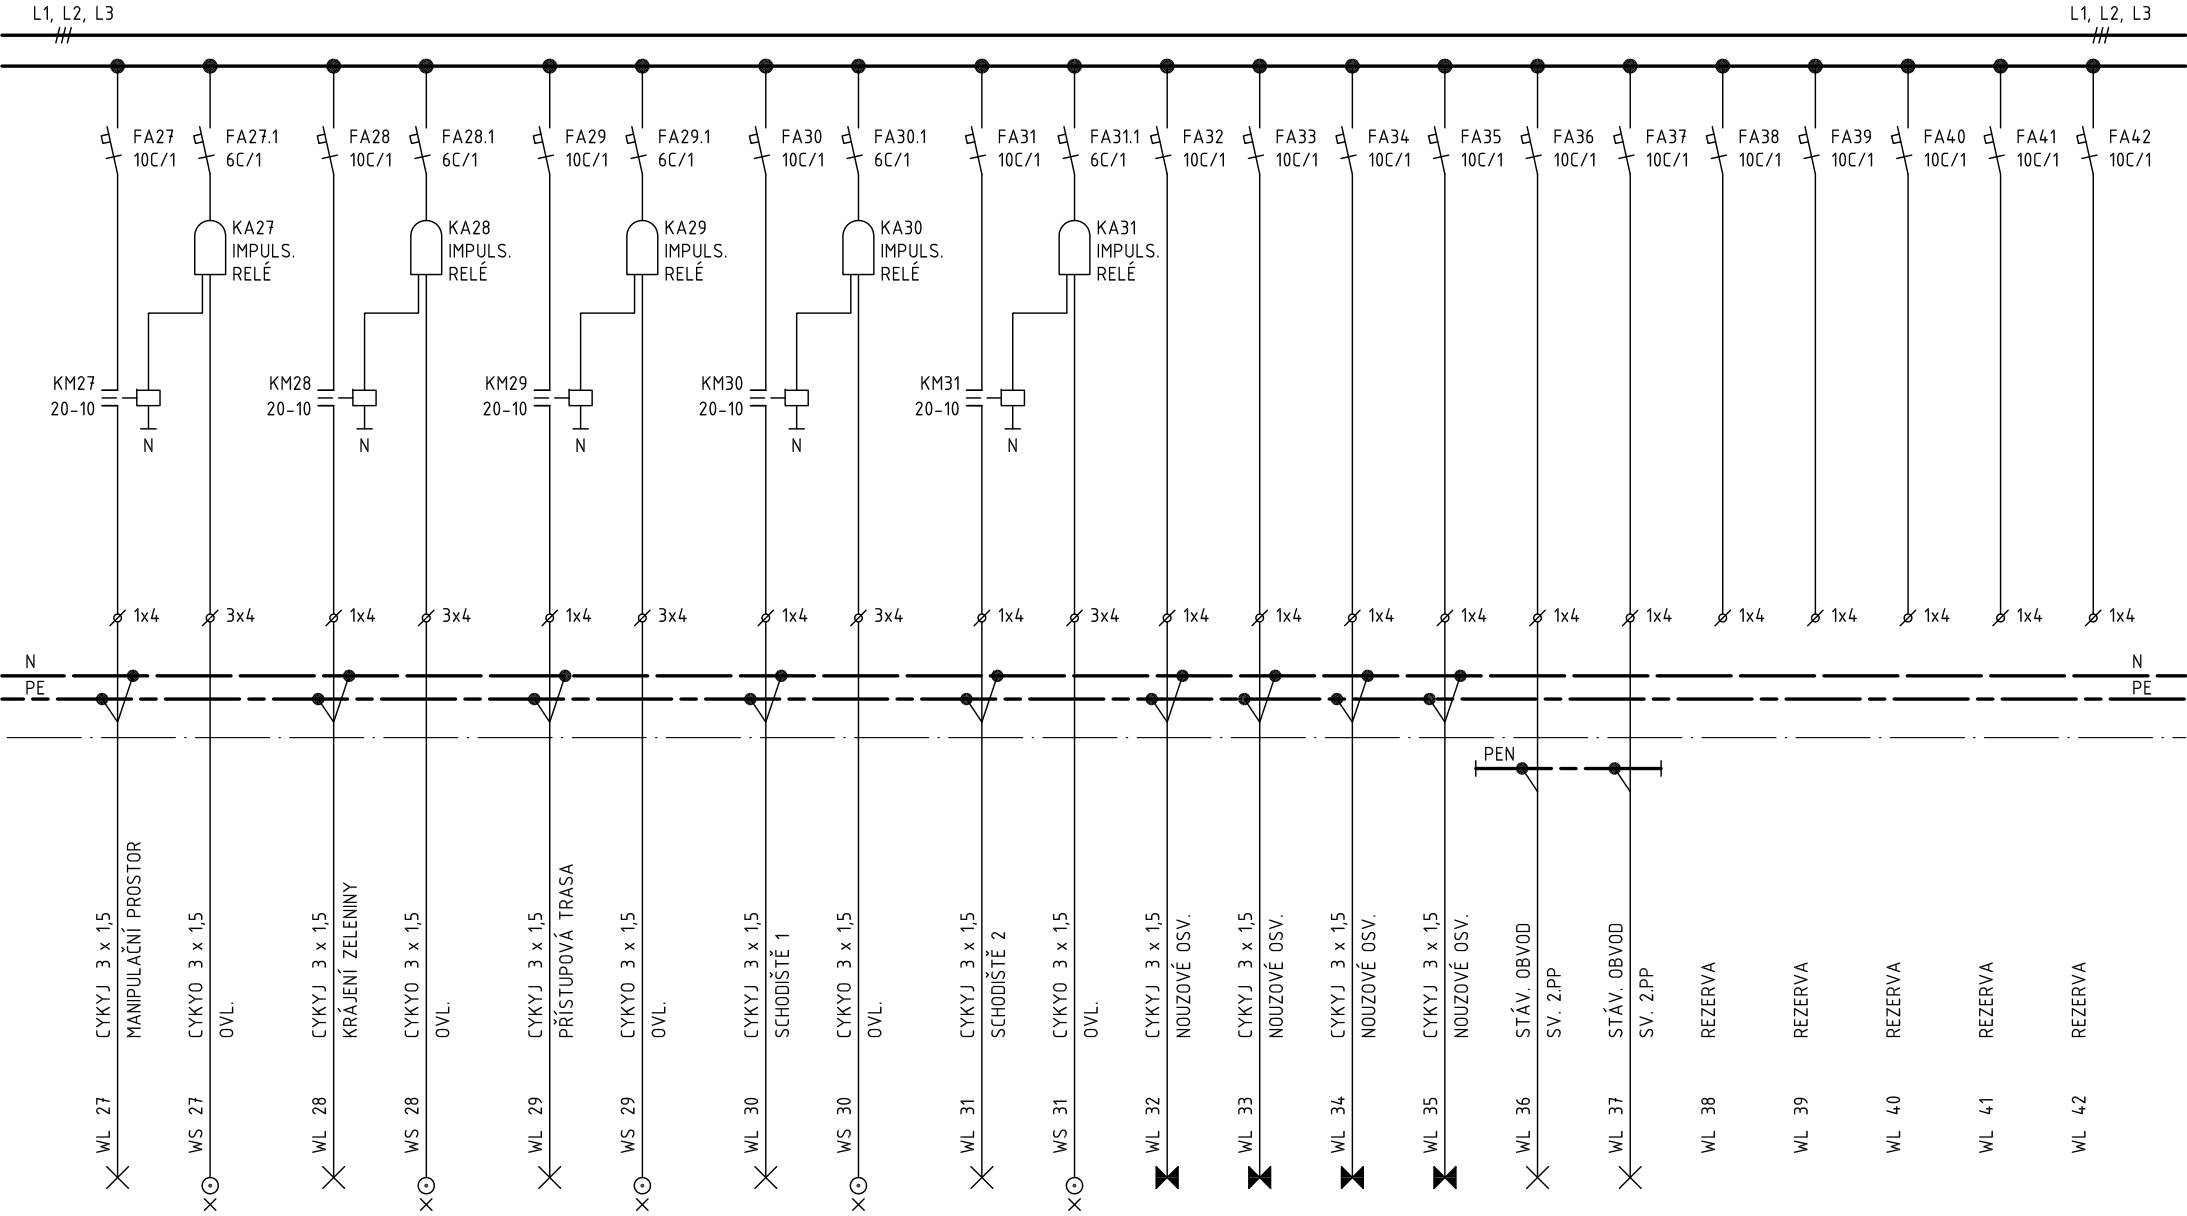 L1, L2, L3
L1, L2, L3
FA27
10C/1
FA27.1
6C/1
FA28
10C/1
FA28.1
6C/1
FA29
10C/1
FA29.1
6C/1
FA30
10C/1
FA30.1
6C/1
FA31
10C/1
FA31.1
6C/1
FA32
10C/1
FA33
10C/1
FA34
10C/1
FA35
10C/1
FA36
10C/1
FA37
10C/1
FA38
10C/1
FA39
10C/1
FA40
10C/1
FA41
10C/1
FA42
10C/1
KA27
IMPULS.
RELÉ
KA28
IMPULS.
RELÉ
KA29
IMPULS.
RELÉ
KA30
IMPULS.
RELÉ
KA31
IMPULS.
RELÉ
KM27
20-10
N
KM28
20-10
N
KM29
20-10
N
KM30
20-10
N
KM31
20-10
N
1x4
3x4
1x4
3x4
1x4
3x4
1x4
3x4
1x4
3x4
1x4
1x4
1x4
1x4
1x4
1x4
1x4
1x4
1x4
1x4
1x4
N
N
PE
PE
PEN
WL 27 CYKYJ 3 x 1,5
MANIPULAČNÍ PROSTOR
WS 27 CYKYO 3 x 1,5
OVL.
WL 28 CYKYJ 3 x 1,5
KRÁJENÍ ZELENINY
WS 28 CYKYO 3 x 1,5
OVL.
WL 29 CYKYJ 3 x 1,5
PŘÍSTUPOVÁ TRASA
WS 29 CYKYO 3 x 1,5
OVL.
WL 30 CYKYJ 3 x 1,5
SCHODIŠTĚ 1
WS 30 CYKYO 3 x 1,5
OVL.
WL 31 CYKYJ 3 x 1,5
SCHODIŠTĚ 2
WS 31 CYKYO 3 x 1,5
OVL.
WL 32 CYKYJ 3 x 1,5
NOUZOVÉ OSV.
WL 33 CYKYJ 3 x 1,5
NOUZOVÉ OSV.
WL 34 CYKYJ 3 x 1,5
NOUZOVÉ OSV.
WL 35 CYKYJ 3 x 1,5
NOUZOVÉ OSV.
WL 36 STÁV. OBVOD
SV. 2.PP
WL 37 STÁV. OBVOD
SV. 2.PP
WL 38 REZERVA
WL 39 REZERVA
WL 40 REZERVA
WL 41 REZERVA
WL 42 REZERVA